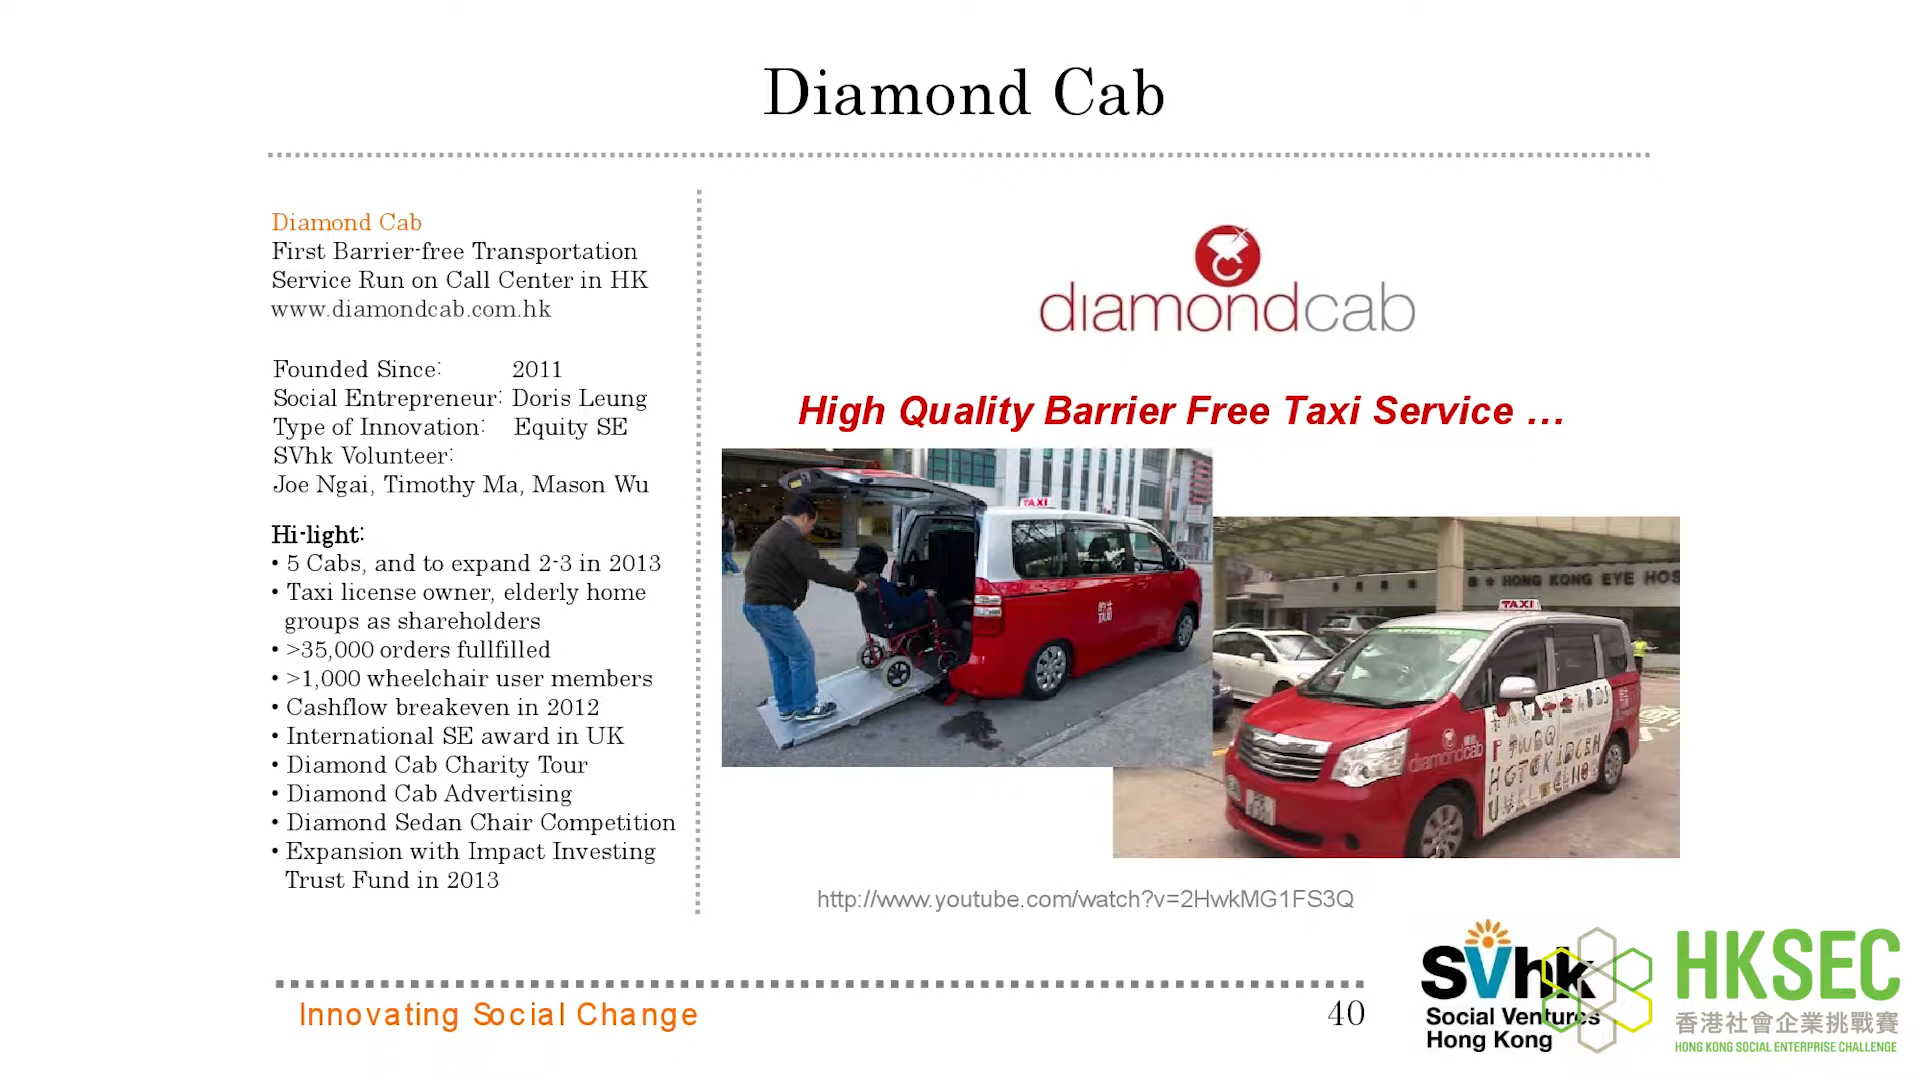 Diamond Cab
Diamond Cab
First Barrier-free Transportation
Service Run on Call Center in HK
www.diamondcab.com.hk
Founded Since: 2011
Social Entrepreneur: Doris Leung
Type of Innovation: Equity SE
SVhk Volunteer:
Joe Ngai, Timothy Ma, Mason Wu
Hi-light:
• 5 Cabs, and to expand 2-3 in 2013
• Taxi license owner, elderly home
groups as shareholders
• >35,000 orders fullfilled
• >1,000 wheelchair user members
• Cashflow breakeven in 2012
• International SE award in UK
• Diamond Cab Charity Tour
• Diamond Cab Advertising
• Diamond Sedan Chair Competition
• Expansion with Impact Investing
Trust Fund in 2013
diamondcab
High Quality Barrier Free Taxi Service ...
TAXI
HONG KONG EYE HOS
TAXI
diamondcab
http://www.youtube.com/watch?v=2HwkMG1FS3Q
Innovating Social Change
40
SVhk
Social Ventures
Hong Kong
HKSEC
香港社會企業挑戰賽
HONG KONG SOCIAL ENTERPRISE CHALLENGE